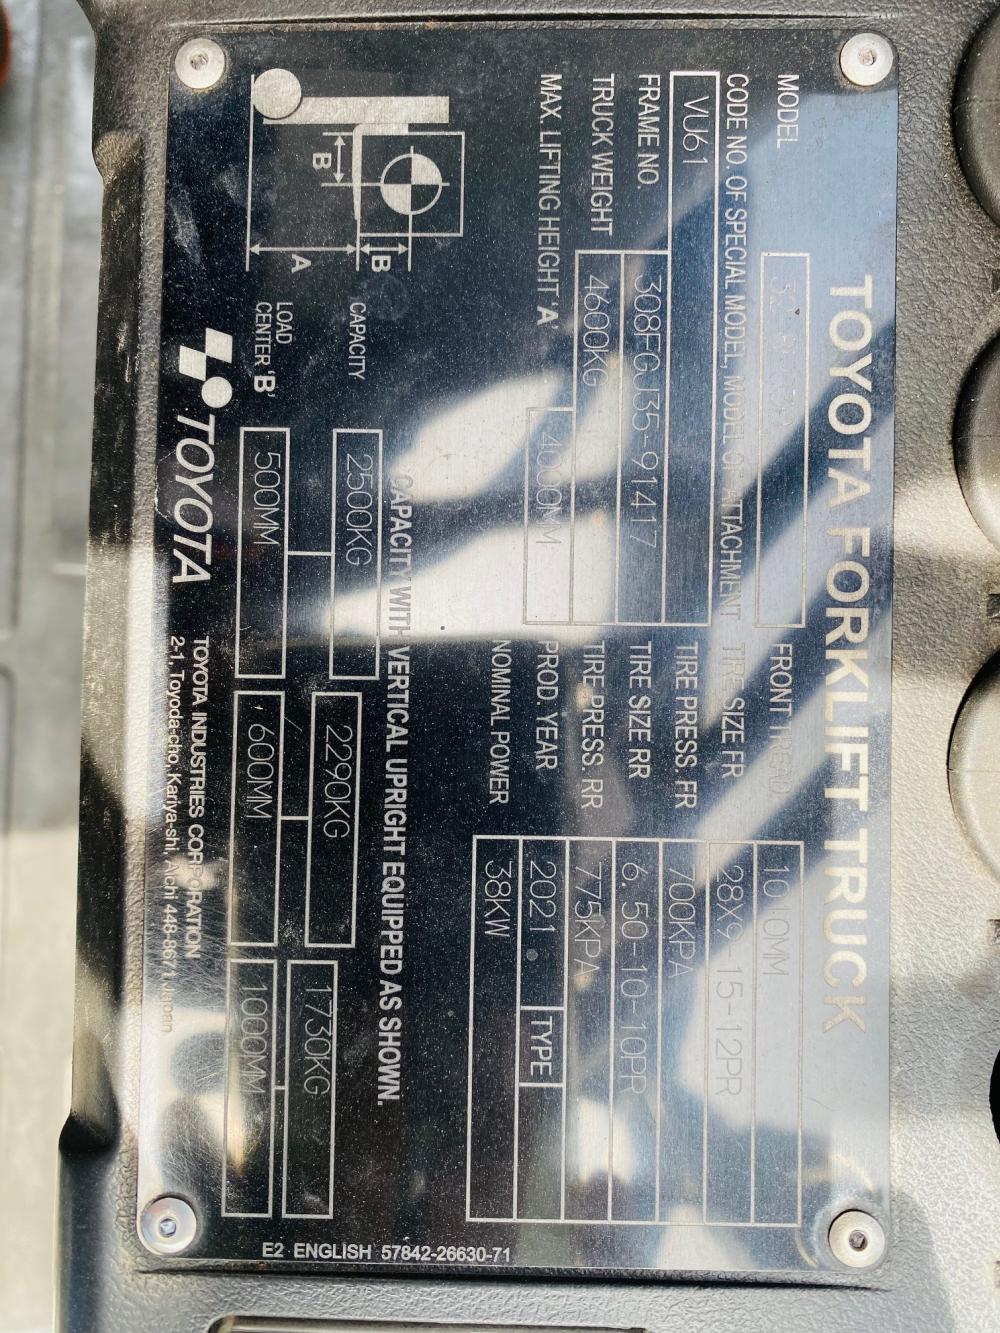 TOYOTA FORKLIFT TRUCK
MODEL
CODE NO. OF SPECIAL MODEL, MODEL OF ATTACHMENT
VU61
FRAME NO. 308FGJ35-91417
TRUCK WEIGHT 4600KG
MAX. LIFTING HEIGHT 'A' 4000MM
FRONT TREAD 1010MM
TIRE SIZE FR 28X9-15-12PR
TIRE PRESS. FR 700KPA
TIRE SIZE RR 6.50-10-10PR
TIRE PRESS. RR 775KPA
PROD. YEAR 2021 TYPE
NOMINAL POWER 38KW
B
B
A
CAPACITY WITH VERTICAL UPRIGHT EQUIPPED AS SHOWN.
CAPACITY 2500KG 2290KG 1730KG
LOAD
CENTER 'B' 500MM 600MM 1000MM
TOYOTA
TOYOTA INDUSTRIES CORPORATION
2-1, Toyoda-cho, Kariya-shi, Aichi 448-8671, Japan
E2 ENGLISH 57842-26630-71